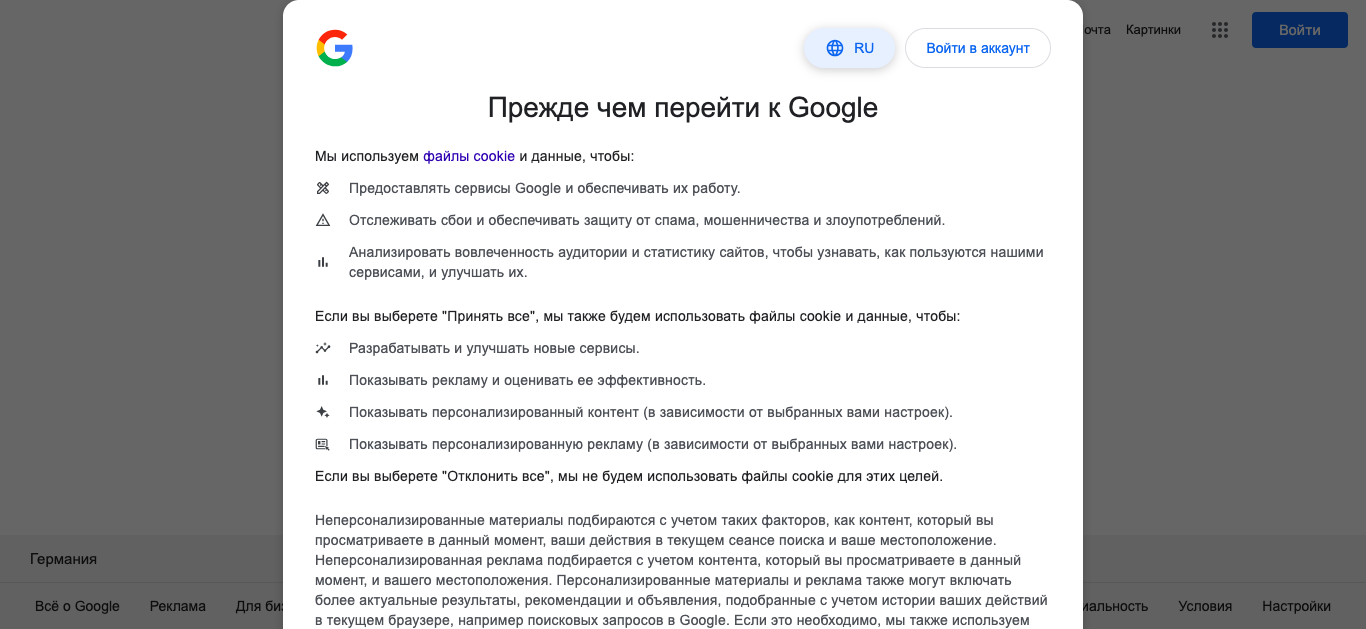 RU
Войти в аккаунт
Картинки
Войти
Прежде чем перейти к Google
Мы используем файлы cookie и данные, чтобы:
Предоставлять сервисы Google и обеспечивать их работу.
Отслеживать сбои и обеспечивать защиту от спама, мошенничества и злоупотреблений.
Анализировать вовлеченность аудитории и статистику сайтов, чтобы узнавать, как пользуются нашими
сервисами, и улучшать их.
Если вы выберете "Принять все", мы также будем использовать файлы cookie и данные, чтобы:
Разрабатывать и улучшать новые сервисы.
Показывать рекламу и оценивать ее эффективность.
Показывать персонализированный контент (в зависимости от выбранных вами настроек).
Показывать персонализированную рекламу (в зависимости от выбранных вами настроек).
Если вы выберете "Отклонить все", мы не будем использовать файлы cookie для этих целей.
Неперсонализированные материалы подбираются с учетом таких факторов, как контент, который вы
просматриваете в данный момент, ваши действия в текущем сеансе поиска и ваше местоположение.
Неперсонализированная реклама подбирается с учетом контента, который вы просматриваете в данный
момент, и вашего местоположения. Персонализированные материалы и реклама также могут включать
более актуальные результаты, рекомендации и объявления, подобранные с учетом истории ваших действий
в текущем браузере, например поисковых запросов в Google. Если это необходимо, мы также используем
Германия
Всё о Google
Реклама
Для
Условия
Настройки